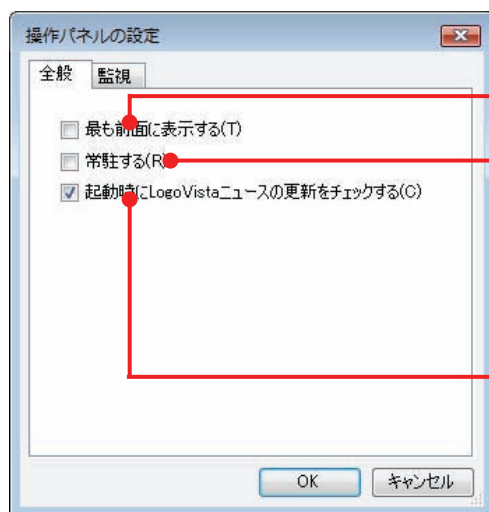 操作パネルの設定
全般 監視
最も前面に表示する(T)
常駐する(R)
起動時にLogoVistaニュースの更新をチェックする(C)
OK キャンセル